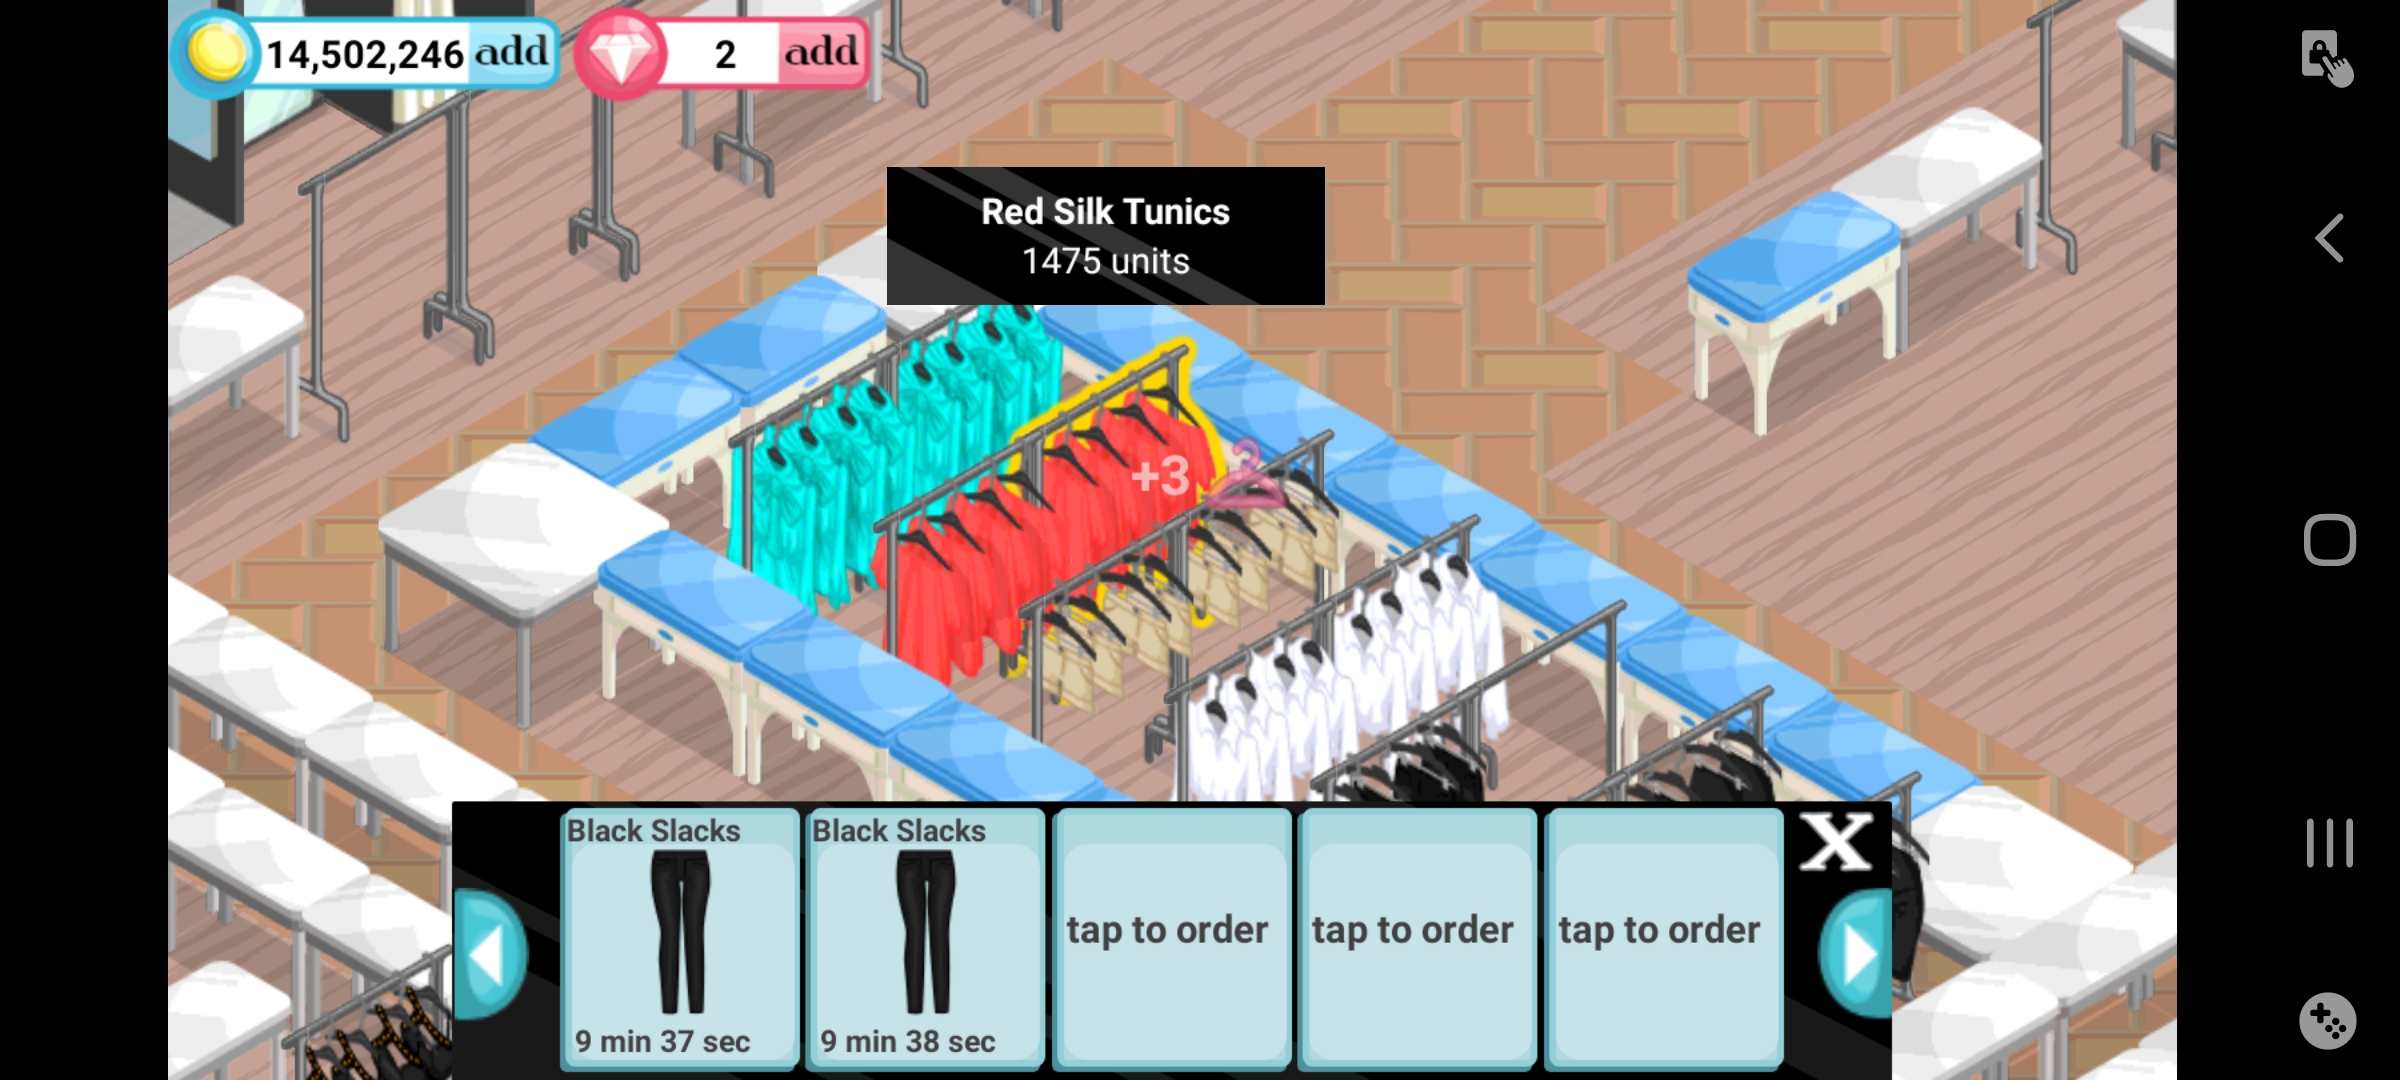 14,502,246 add
2 add
Red Silk Tunics
1475 units
+3
Black Slacks
9 min 37 sec
Black Slacks
9 min 38 sec
tap to order
tap to order
tap to order
X